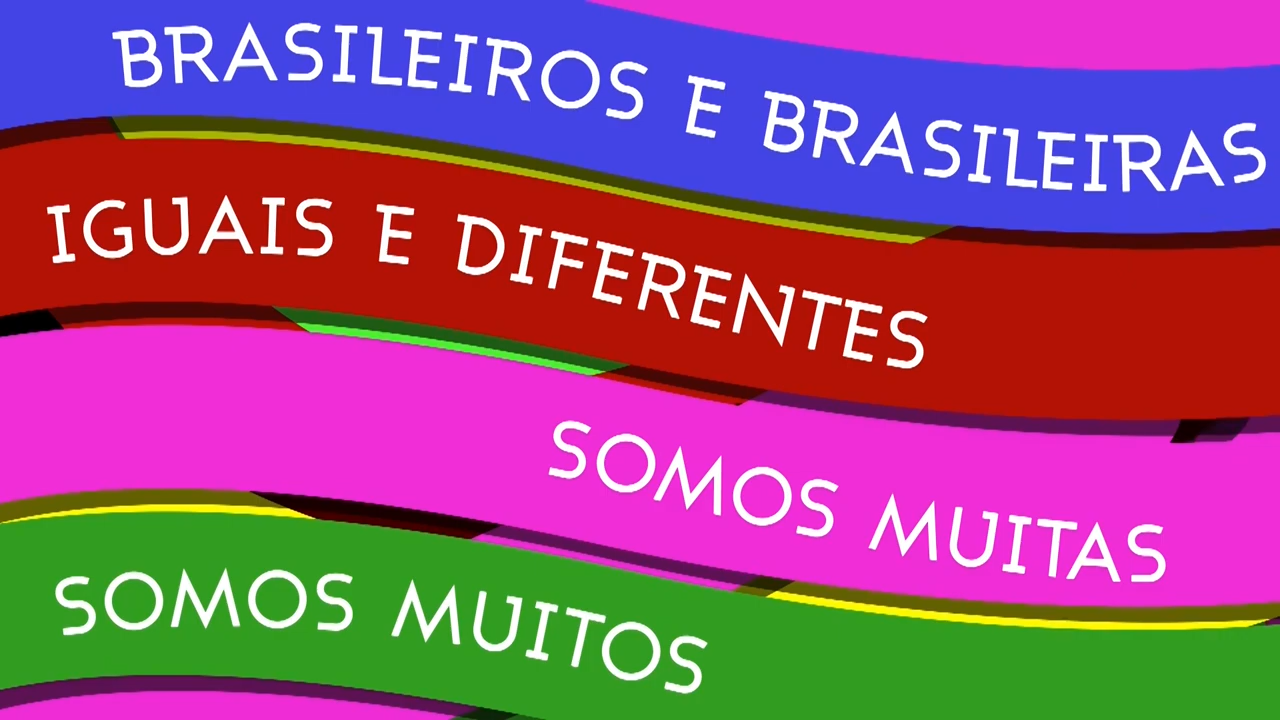 BRASILEIROS E BRASILEIRAS
IGUAIS E DIFERENTES
SOMOS MUITAS
SOMOS MUITOS